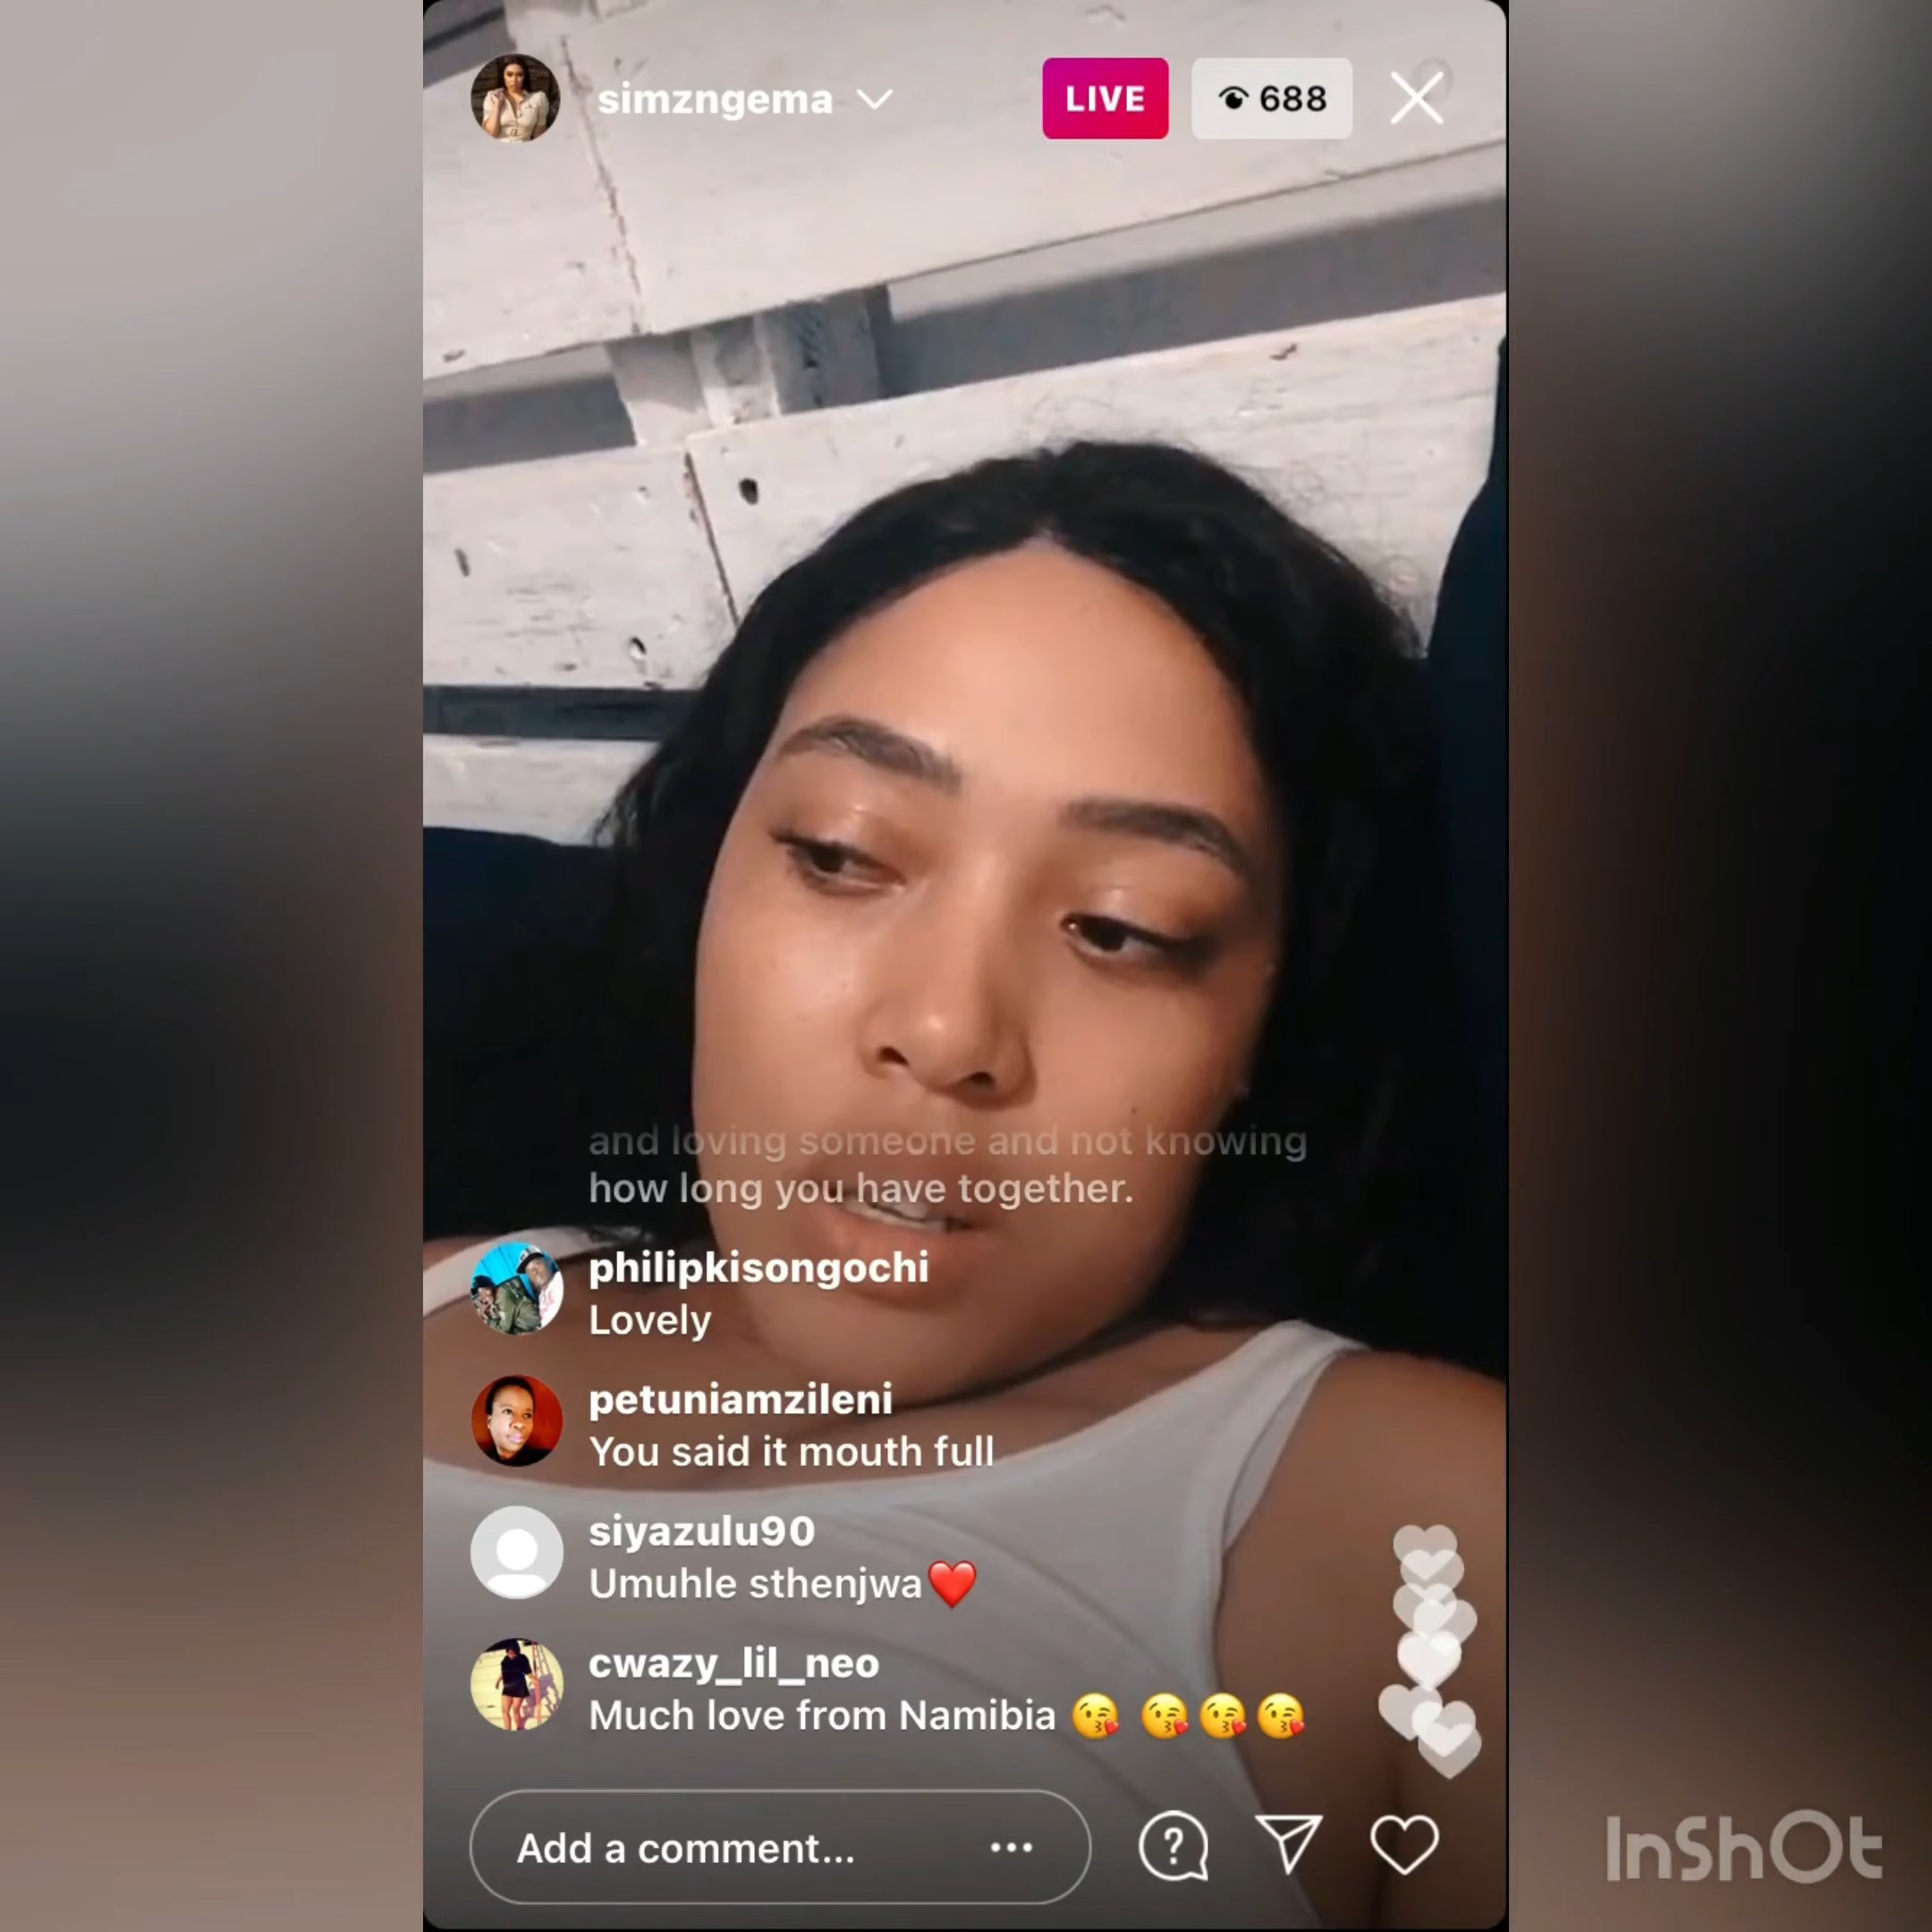 simzngema
LIVE
688
and loving someone and not knowing
how long you have together.
philipkisongochi
Lovely
petuniamzileni
You said it mouth full
siyazulu90
Umuhle sthenjwa❤️
cwazy_lil_neo
Much love from Namibia 😘 😘😘😘
Add a comment...
InShOt